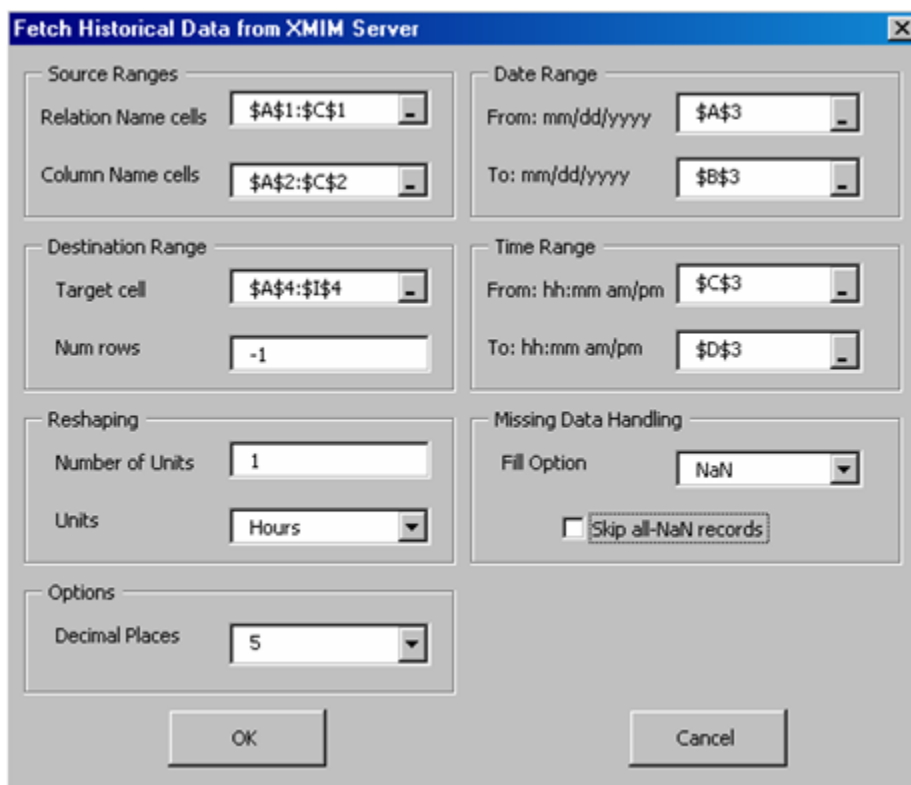 Fetch Historical Data from XMIM Server
Source Ranges
Relation Name cells $A$1:$C$1
Column Name cells $A$2:$C$2
Date Range
From: mm/dd/yyyy $A$3
To: mm/dd/yyyy $B$3
Destination Range
Target cell $A$4:$I$4
Num rows -1
Time Range
From: hh:mm am/pm $C$3
To: hh:mm am/pm $D$3
Reshaping
Number of Units 1
Units Hours
Missing Data Handling
Fill Option NaN
Skip all-NaN records
Options
Decimal Places 5
OK
Cancel